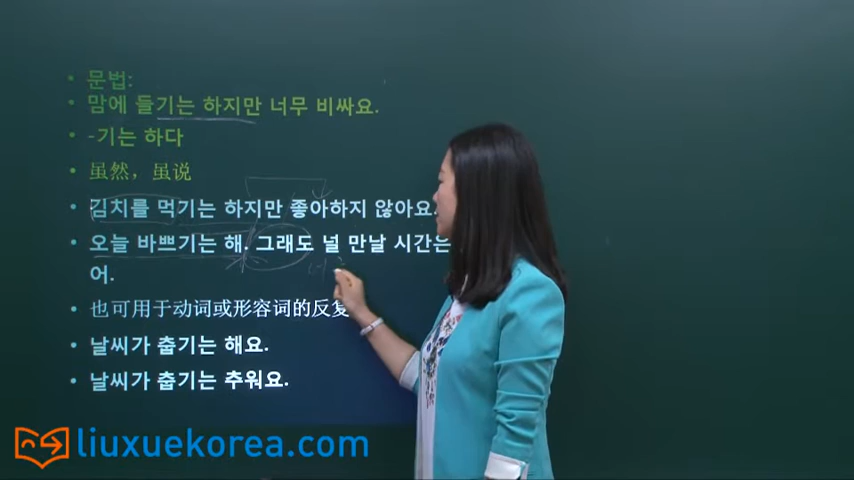 문법:
맘에 들기는 하지만 너무 비싸요.
-기는 하다
虽然，虽说
김치를 먹기는 하지만 좋아하지 않아요.
오늘 바쁘기는 해. 그래도 널 만날 시간은
어.
也可用于动词或形容词的反复
날씨가 춥기는 해요.
날씨가 춥기는 추워요.
liuxuekorea.com